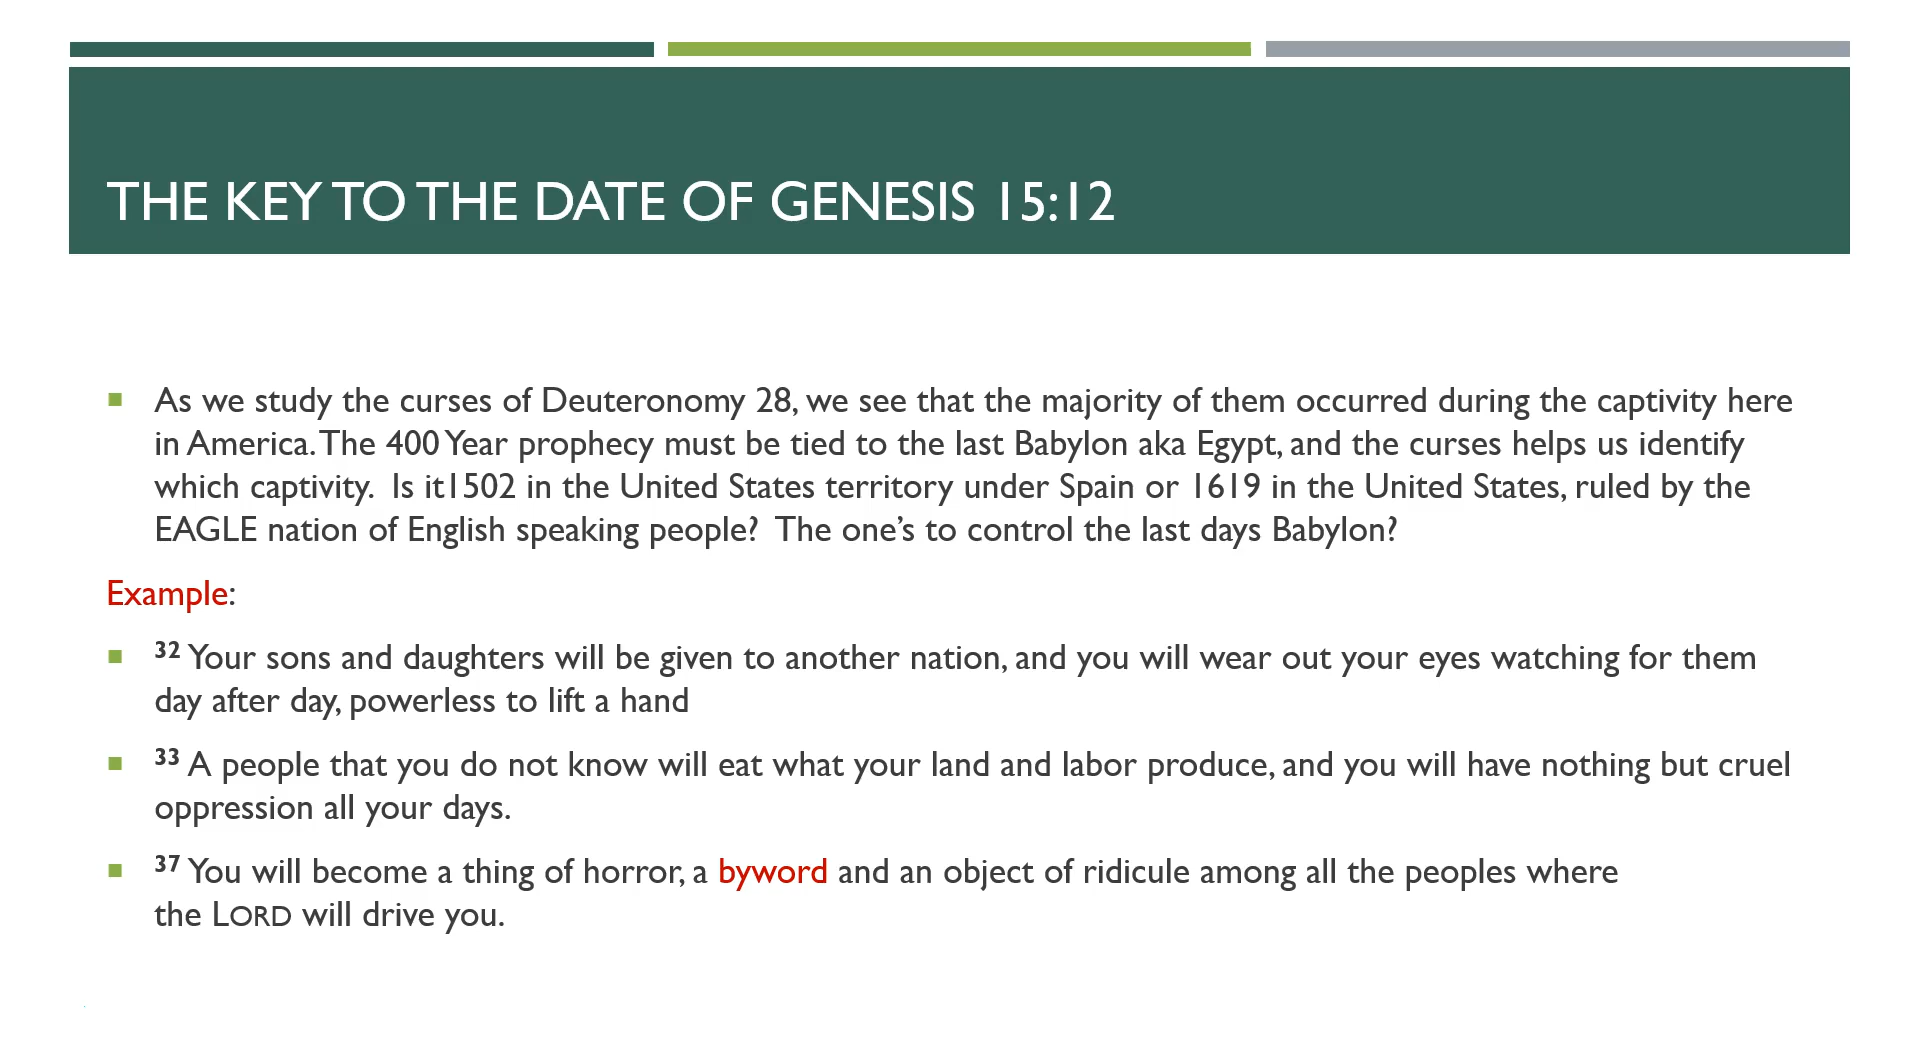 THE KEY TO THE DATE OF GENESIS 15:12
As we study the curses of Deuteronomy 28, we see that the majority of them occurred during the captivity here
in America. The 400 Year prophecy must be tied to the last Babylon aka Egypt, and the curses helps us identify
which captivity.  Is it1502 in the United States territory under Spain or 1619 in the United States, ruled by the
EAGLE nation of English speaking people?  The one’s to control the last days Babylon?
Example:
32 Your sons and daughters will be given to another nation, and you will wear out your eyes watching for them
day after day, powerless to lift a hand
33 A people that you do not know will eat what your land and labor produce, and you will have nothing but cruel
oppression all your days.
37 You will become a thing of horror, a byword and an object of ridicule among all the peoples where
the LORD will drive you.